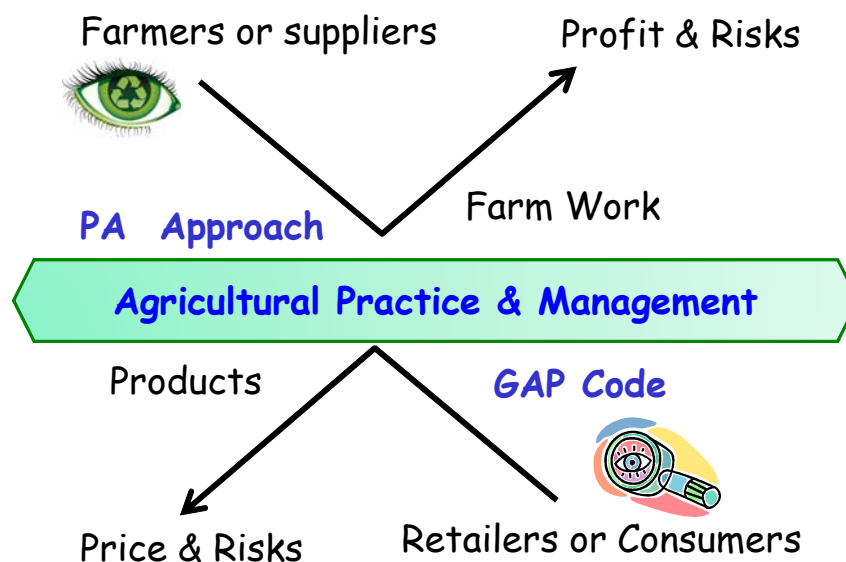 Farmers or suppliers
Profit & Risks
Farm Work
PA Approach
Agricultural Practice & Management
Products
GAP Code
Price & Risks
Retailers or Consumers